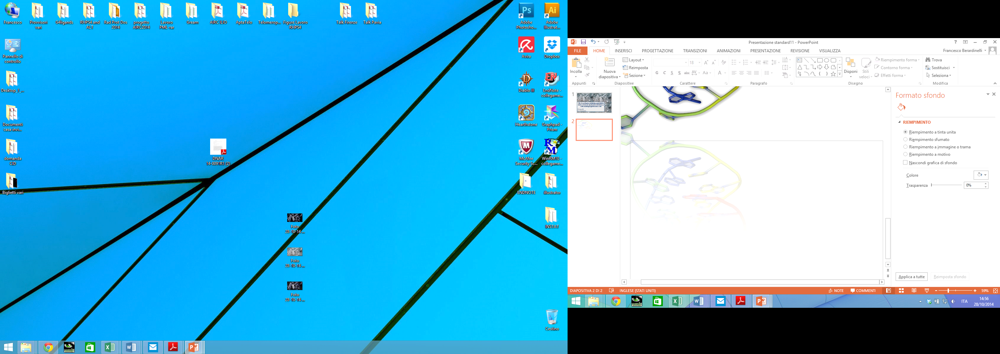 Francesco
Provvisori vari
G4ligands
RHPS4 and ALT
Rad Prot Dos 2014
progetto AIRC2014
Lavoro PML-rar
Gream
AIRC ILIO
AptaTelo
Telomerop...
Figure Lavoro RHPS4
Talk Firenze
Talk Pavia
Adobe Photosho...
Adobe Illustrat...
Pannello di controllo
Avira
Dropbox
Desktop_1_...
Diablo III
EndNote - collegame...
Documenti casa invi...
Hearthstone
Graphpad - Prism
domanda CID
DNAR 14-0091R1 (2)
McAfee Security Sc...
WinRM10 - collegame...
Biglietti vari
ENDNOTE
illustrator
Foto 28-10-14 ...
INSTAT
Foto 28-10-14 ...
Foto 28-10-14 ...
Cestino
Presentazione standard11 - PowerPoint
FILE HOME INSERISCI PROGETTAZIONE TRANSIZIONI ANIMAZIONI PRESENTAZIONE REVISIONE VISUALIZZA Francesco Berardinelli
Incolla
Nuova diapositiva
Layout
Reimposta
Sezione
18
G C S S abc AV Aa A
Disponi
Stili veloci
Riempimento forma
Contorno forma
Effetti forma
Trova
Sostituisci
Seleziona
Appunti Diapositive Carattere Paragrafo Disegno Modifica
1
2
Formato sfondo
RIEMPIMENTO
Riempimento a tinta unita
Riempimento sfumato
Riempimento a immagine o trama
Riempimento a motivo
Nascondi grafica di sfondo
Colore
Trasparenza 0%
Applica a tutte Reimposta sfondo
DIAPOSITIVA 2 DI 2 INGLESE (STATI UNITI) NOTE COMMENTI 59%
ITA 14:56
28/10/2014